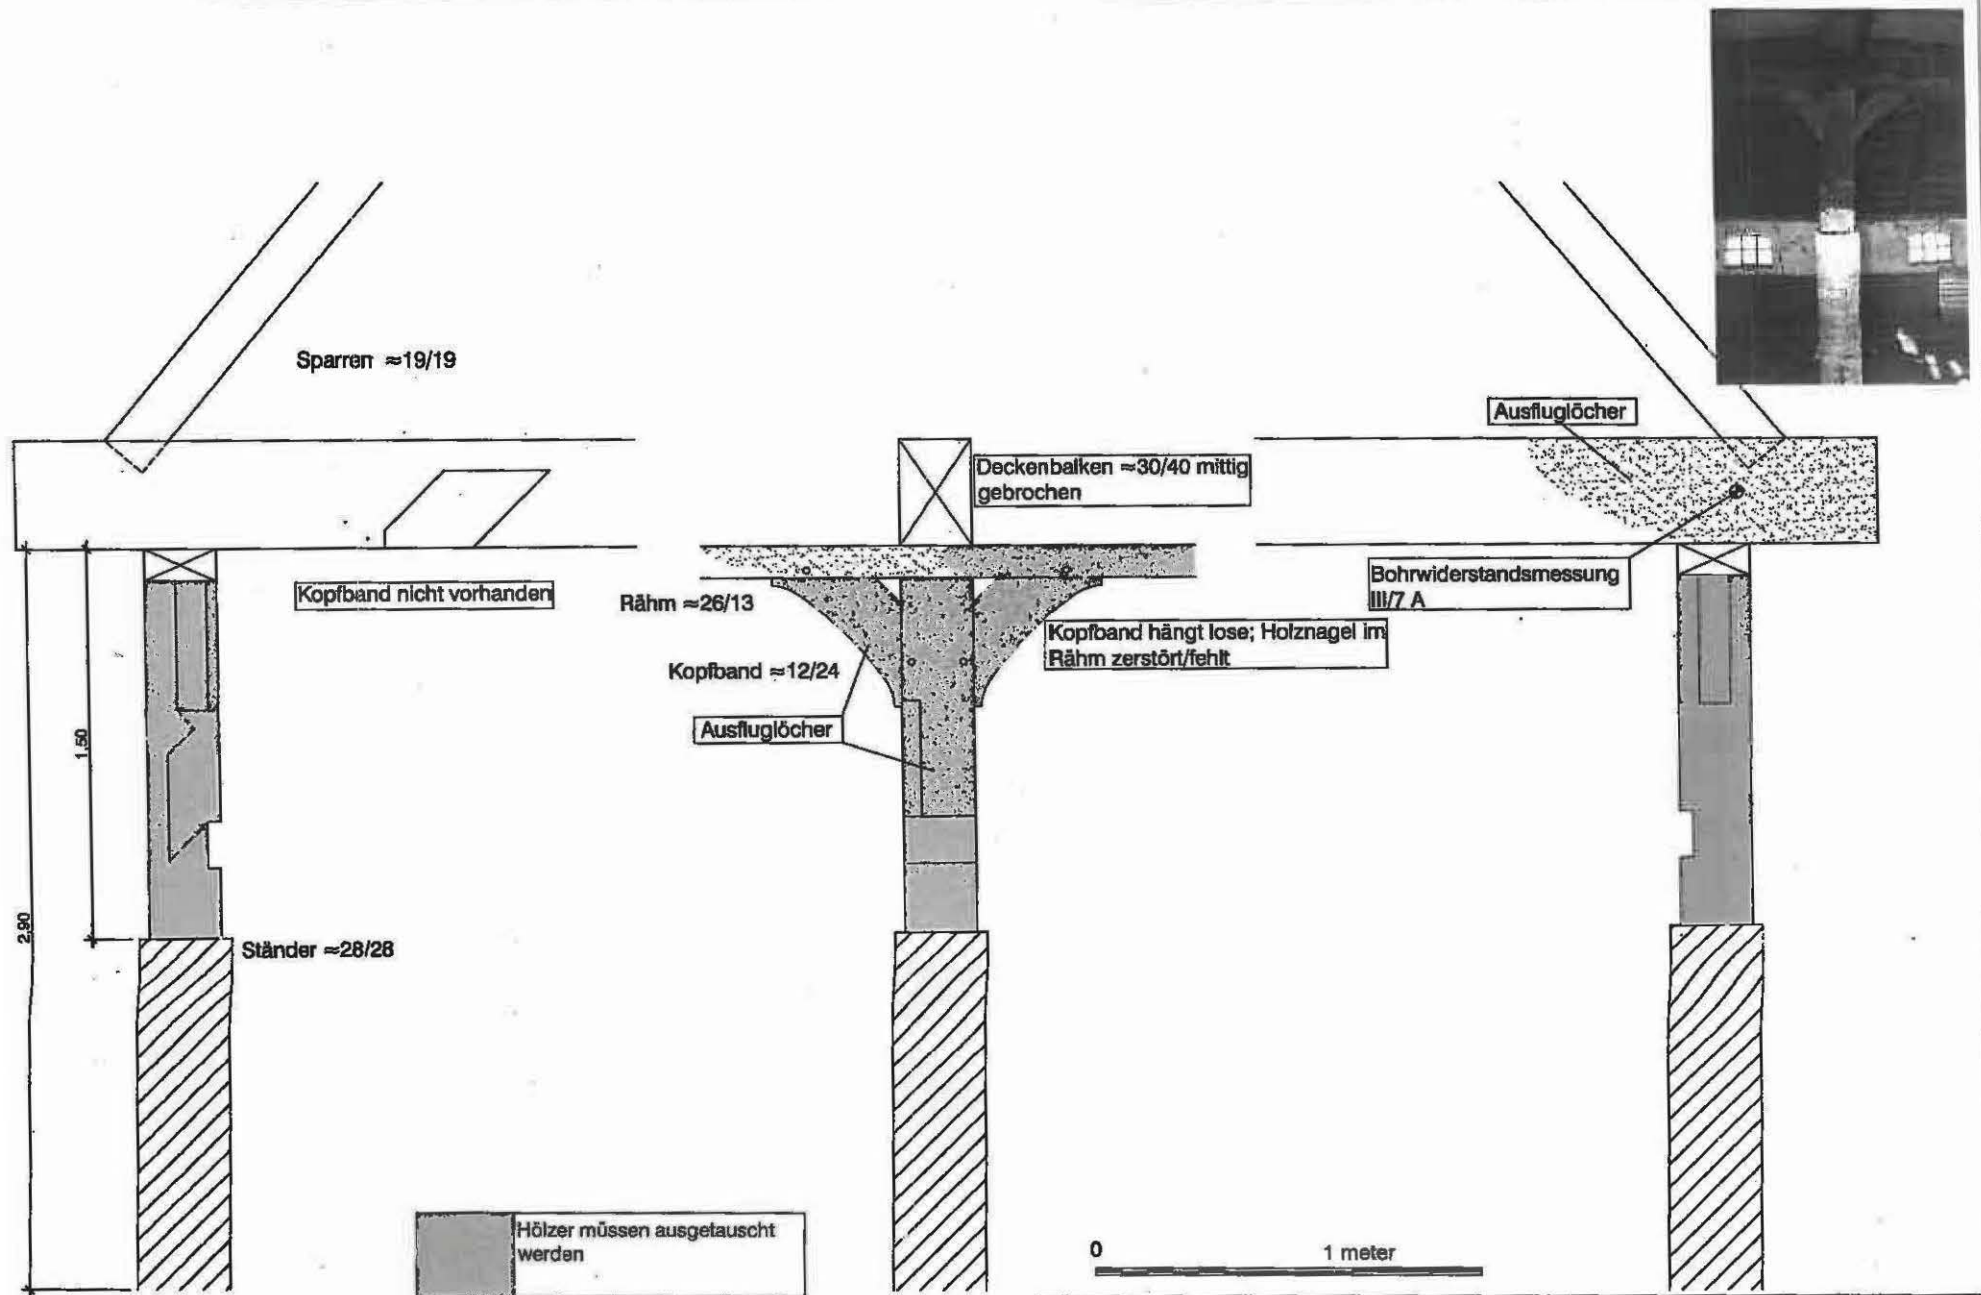 Sparren ≈19/19
Ausfluglöcher
Deckenbalken ≈30/40 mittig
gebrochen
Kopfband nicht vorhanden
Rähm ≈26/13
Bohrwiderstandsmessung
III/7 A
Kopfband hängt lose; Holznagel im
Rähm zerstört/fehlt
Kopfband ≈12/24
Ausfluglöcher
1,50
2,90
Ständer ≈28/28
Hölzer müssen ausgetauscht
werden
0
1 meter